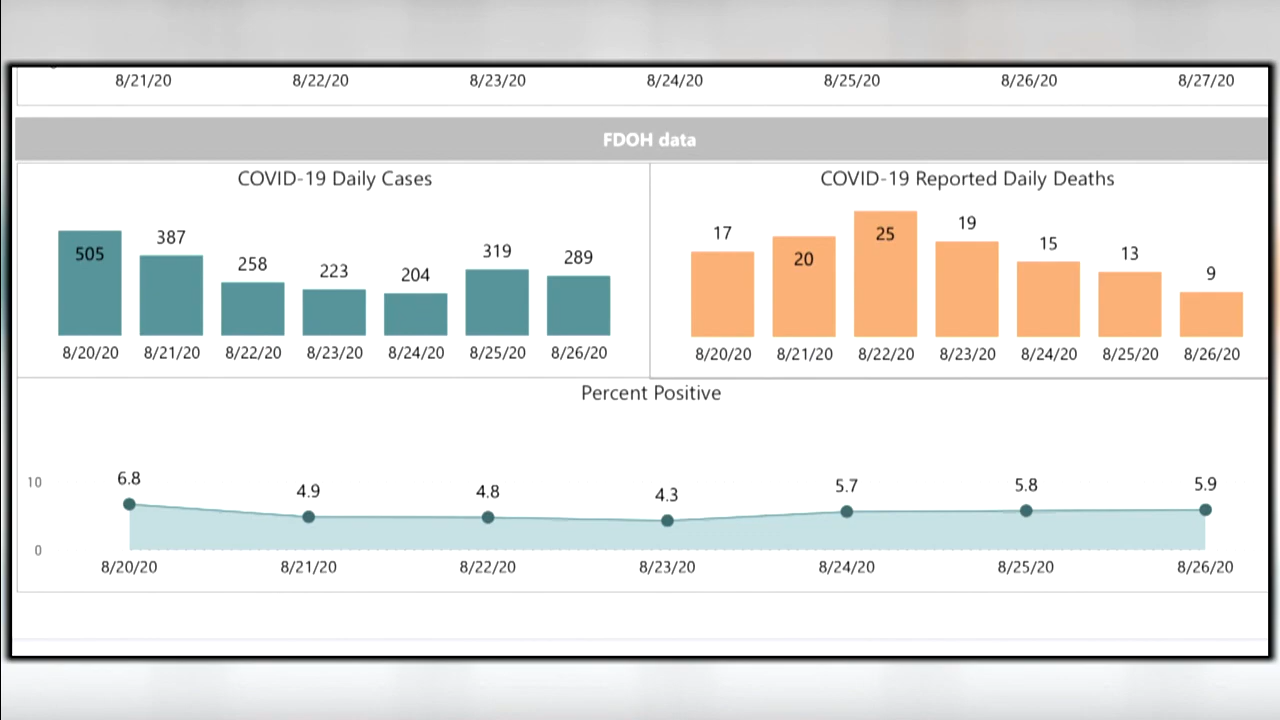 8/21/20 8/22/20 8/23/20 8/24/20 8/25/20 8/26/20 8/27/20
FDOH data
COVID-19 Daily Cases
505 387 258 223 204 319 289
8/20/20 8/21/20 8/22/20 8/23/20 8/24/20 8/25/20 8/26/20
COVID-19 Reported Daily Deaths
17 20 25 19 15 13 9
8/20/20 8/21/20 8/22/20 8/23/20 8/24/20 8/25/20 8/26/20
Percent Positive
10
6.8 4.9 4.8 4.3 5.7 5.8 5.9
0
8/20/20 8/21/20 8/22/20 8/23/20 8/24/20 8/25/20 8/26/20